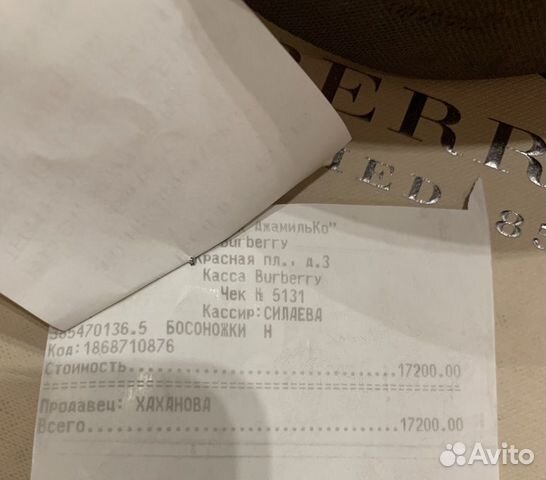 ERR
ДжамильКо"
Burberry
Красная пл., д.3
Касса Burberry
Чек № 5131
Кассир:СИЛАЕВА
385470136.5 БОСОНОЖКИ Н
Код:1868710876
Стоимость 17200.00
Продавец: ХАХАНОВА
Всего 17200.00
Avito